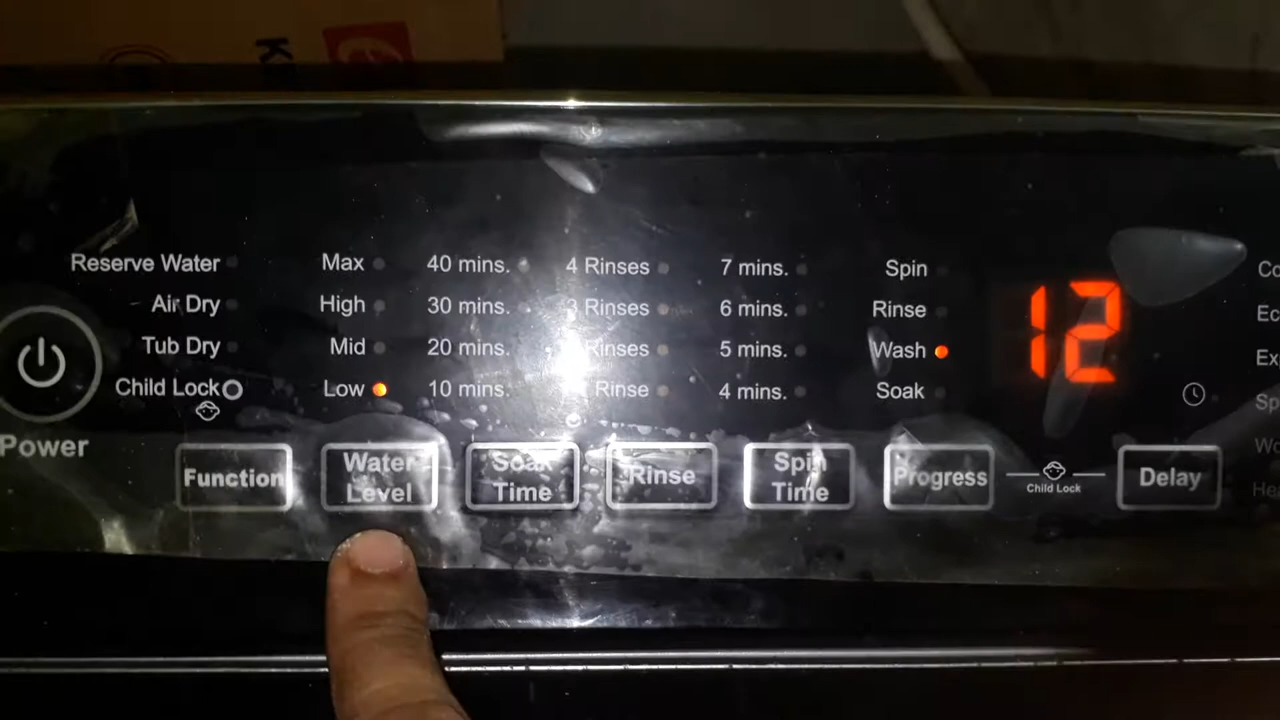 Reserve Water
Air Dry
Tub Dry
Child Lock
Power
Max
High
Mid
Low
40 mins.
30 mins.
20 mins.
10 mins.
4 Rinses
3 Rinses
Rinses
Rinse
7 mins.
6 mins.
5 mins.
4 mins.
Spin
Rinse
Wash
Soak
12
Function
Water
Level
Soak
Time
Rinse
Spin
Time
Progress
Child Lock
Delay